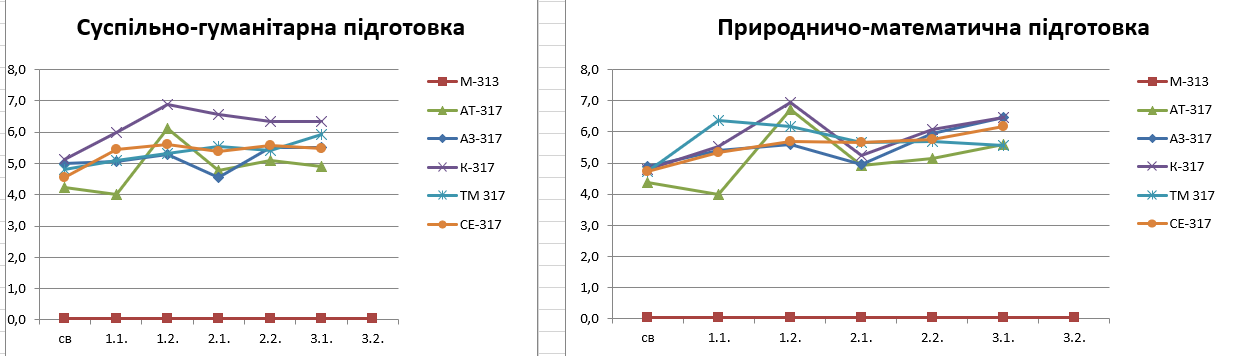 Суспільно-гуманітарна підготовка
8,0
7,0
6,0
5,0
4,0
3,0
2,0
1,0
0,0
св 1.1. 1.2. 2.1. 2.2. 3.1. 3.2.
М-313
АТ-317
АЗ-317
К-317
ТМ 317
СЕ-317
Природничо-математична підготовка
8,0
7,0
6,0
5,0
4,0
3,0
2,0
1,0
0,0
св 1.1. 1.2. 2.1. 2.2. 3.1. 3.2.
М-313
АТ-317
АЗ-317
К-317
ТМ 317
СЕ-317